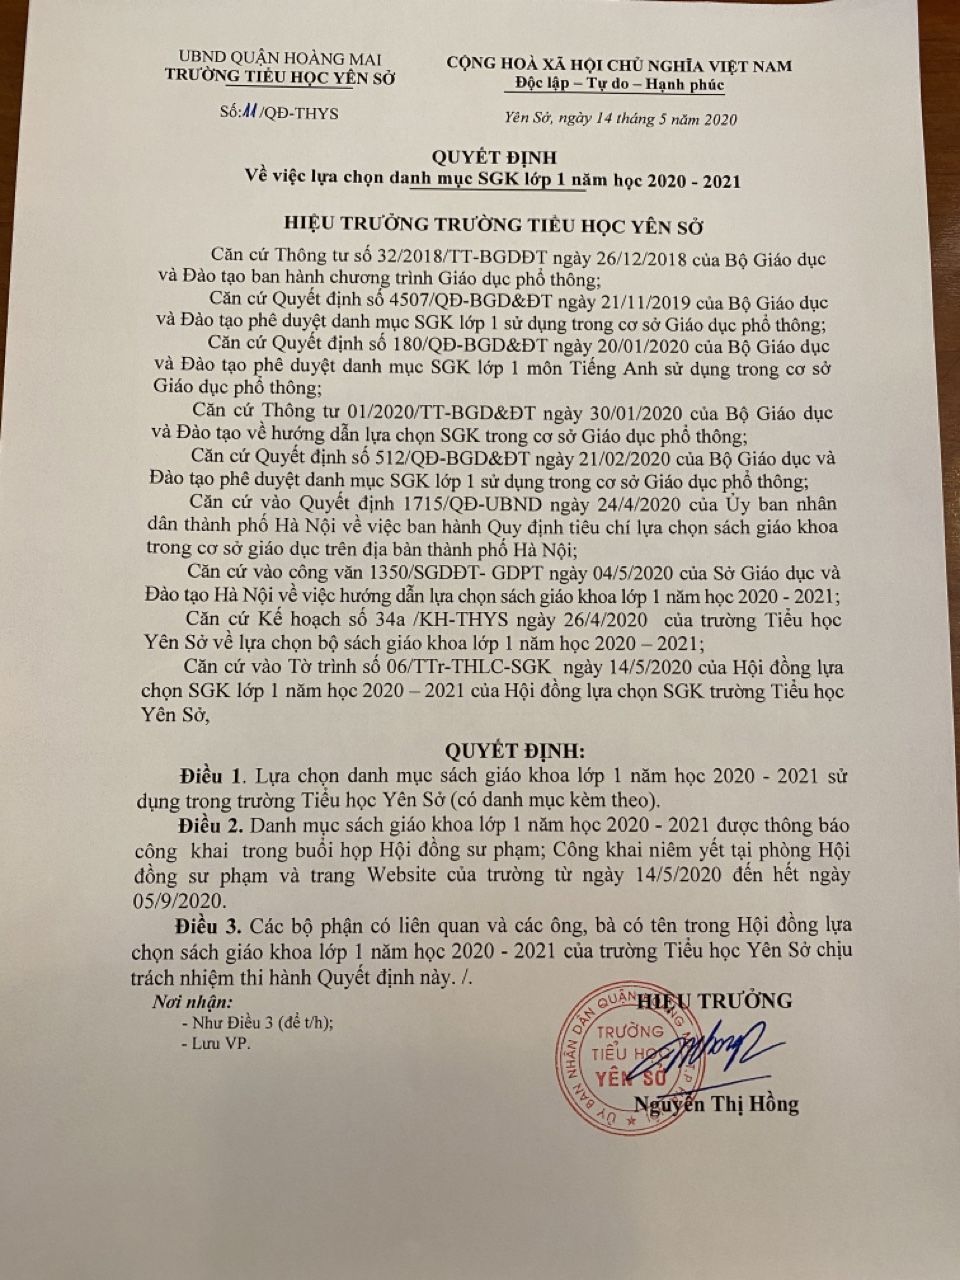 UBND QUẬN HOÀNG MAI
TRƯỜNG TIỂU HỌC YÊN SỞ
Số:11/QĐ-THYS
CỘNG HOÀ XÃ HỘI CHỦ NGHĨA VIỆT NAM
Độc lập – Tự do – Hạnh phúc
Yên Sở, ngày 14 tháng 5 năm 2020
QUYẾT ĐỊNH
Về việc lựa chọn danh mục SGK lớp 1 năm học 2020 - 2021
HIỆU TRƯỞNG TRƯỜNG TIỂU HỌC YÊN SỞ
Căn cứ Thông tư số 32/2018/TT-BGDĐT ngày 26/12/2018 của Bộ Giáo dục
và Đào tạo ban hành chương trình Giáo dục phổ thông;
Căn cứ Quyết định số 4507/QĐ-BGD&ĐT ngày 21/11/2019 của Bộ Giáo dục
và Đào tạo phê duyệt danh mục SGK lớp 1 sử dụng trong cơ sở Giáo dục phổ thông;
Căn cứ Quyết định số 180/QĐ-BGD&ĐT ngày 20/01/2020 của Bộ Giáo dục
và Đào tạo phê duyệt danh mục SGK lớp 1 môn Tiếng Anh sử dụng trong cơ sở
Giáo dục phổ thông;
Căn cứ Thông tư 01/2020/TT-BGD&ĐT ngày 30/01/2020 của Bộ Giáo dục
và Đào tạo về hướng dẫn lựa chọn SGK trong cơ sở Giáo dục phổ thông;
Căn cứ Quyết định số 512/QĐ-BGD&ĐT ngày 21/02/2020 của Bộ Giáo dục và
Đào tạo phê duyệt danh mục SGK lớp 1 sử dụng trong cơ sở Giáo dục phổ thông;
Căn cứ vào Quyết định 1715/QĐ-UBND ngày 24/4/2020 của Ủy ban nhân
dân thành phố Hà Nội về việc ban hành Quy định tiêu chí lựa chọn sách giáo khoa
trong cơ sở giáo dục trên địa bàn thành phố Hà Nội;
Căn cứ vào công văn 1350/SGDĐT- GDPT ngày 04/5/2020 của Sở Giáo dục và
Đào tạo Hà Nội về việc hướng dẫn lựa chọn sách giáo khoa lớp 1 năm học 2020 - 2021;
Căn cứ Kế hoạch số 34a /KH-THYS ngày 26/4/2020 của trường Tiểu học
Yên Sở về lựa chọn bộ sách giáo khoa lớp 1 năm học 2020 – 2021;
Căn cứ vào Tờ trình số 06/TTr-THLC-SGK ngày 14/5/2020 của Hội đồng lựa
chọn SGK lớp 1 năm học 2020 – 2021 của Hội đồng lựa chọn SGK trường Tiểu học
Yên Sở,
QUYẾT ĐỊNH:
Điều 1. Lựa chọn danh mục sách giáo khoa lớp 1 năm học 2020 - 2021 sử
dụng trong trường Tiểu học Yên Sở (có danh mục kèm theo).
Điều 2. Danh mục sách giáo khoa lớp 1 năm học 2020 - 2021 được thông báo
công khai trong buổi họp Hội đồng sư phạm; Công khai niêm yết tại phòng Hội
đồng sư phạm và trang Website của trường từ ngày 14/5/2020 đến hết ngày
05/9/2020.
Điều 3. Các bộ phận có liên quan và các ông, bà có tên trong Hội đồng lựa
chọn sách giáo khoa lớp 1 năm học 2020 - 2021 của trường Tiểu học Yên Sở chịu
trách nhiệm thi hành Quyết định này. /.
Nơi nhận:
- Như Điều 3 (để t/h);
- Lưu VP.
HIỆU TRƯỞNG
ỦY BAN NHÂN DÂN QUẬN
TRƯỜNG
TIỂU HỌC
YÊN SỞ
Nguyễn Thị Hồng